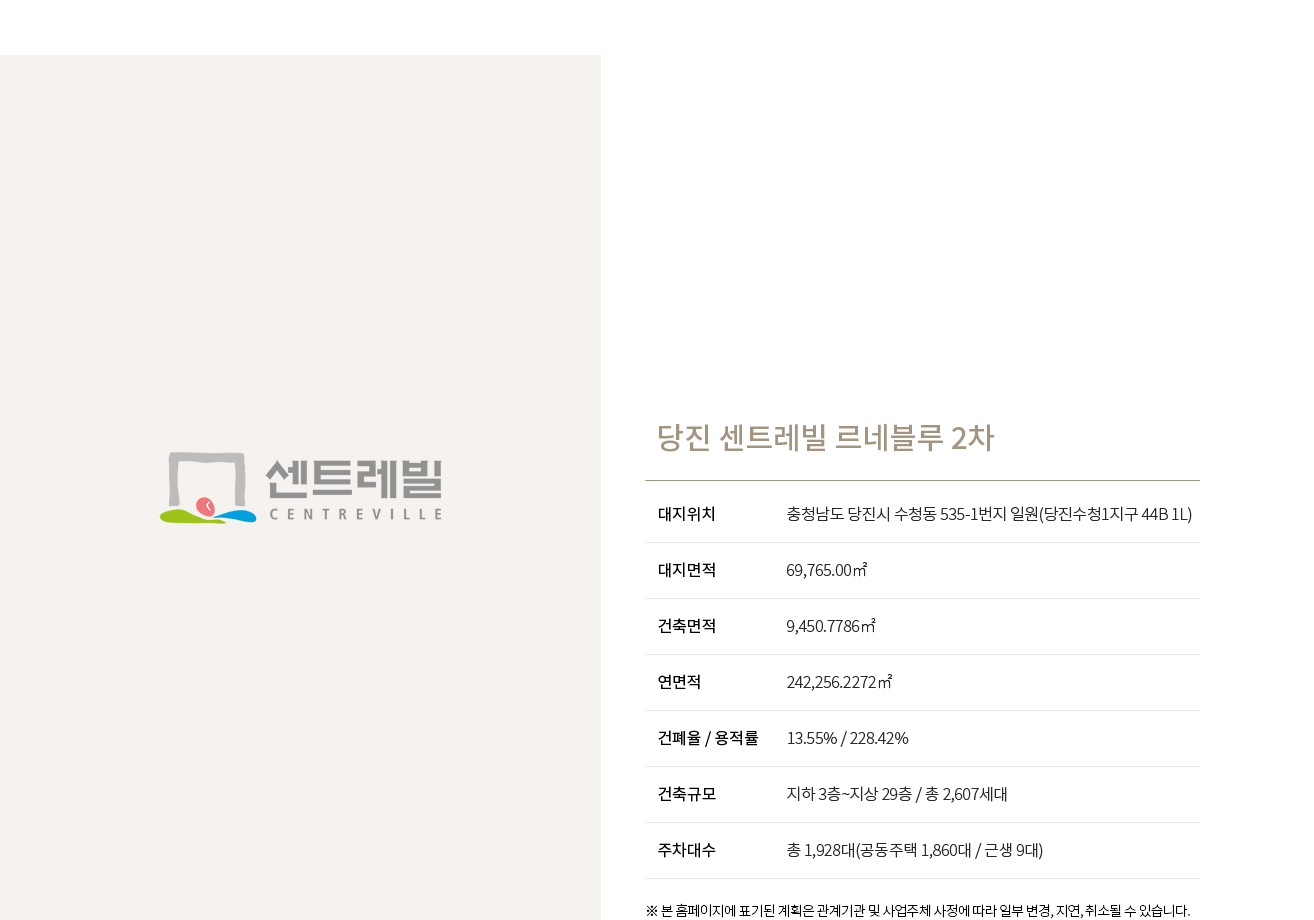 센트레빌
CENTREVILLE
당진 센트레빌 르네블루 2차
대지위치 충청남도 당진시 수청동 535-1번지 일원(당진수청1지구 44B 1L)
대지면적 69,765.00㎡
건축면적 9,450.7786㎡
연면적 242,256.2272㎡
건폐율 / 용적률 13.55% / 228.42%
건축규모 지하 3층~지상 29층 / 총 2,607세대
주차대수 총 1,928대(공동주택 1,860대 / 근생 9대)
※ 본 홈페이지에 표기된 계획은 관계기관 및 사업주체 사정에 따라 일부 변경, 지연, 취소될 수 있습니다.